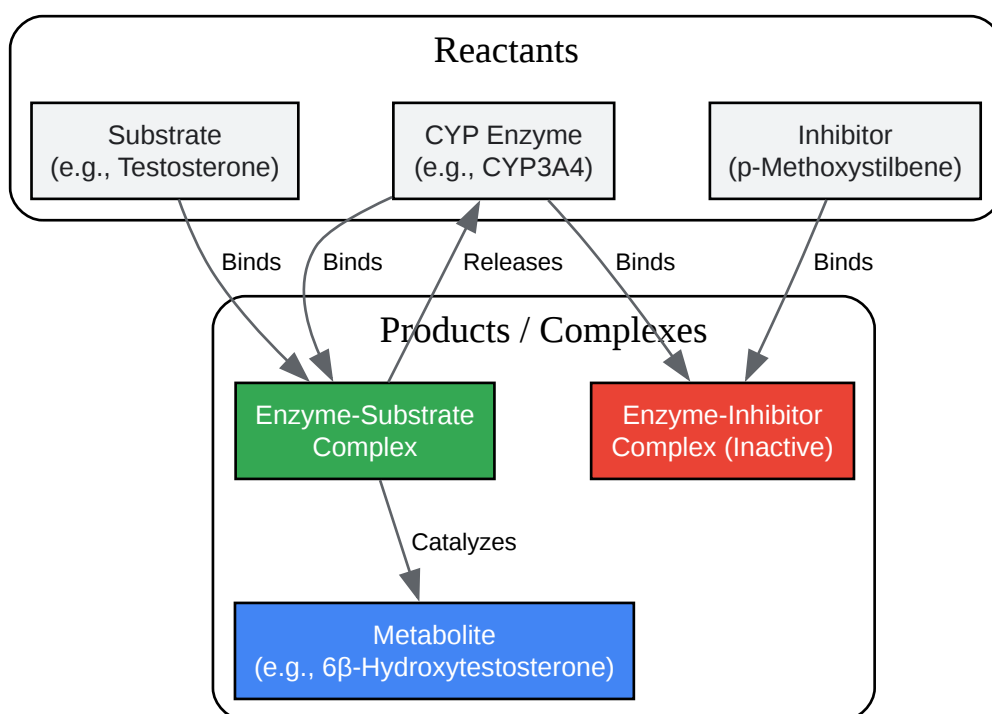 Reactants
Substrate
(e.g., Testosterone)
CYP Enzyme
(e.g., CYP3A4)
Inhibitor
(p-Methoxystilbene)
Binds
Binds
Releases
Binds
Binds
Products / Complexes
Enzyme-Substrate
Complex
Enzyme-Inhibitor
Complex (Inactive)
Catalyzes
Metabolite
(e.g., 6β-Hydroxytestosterone)